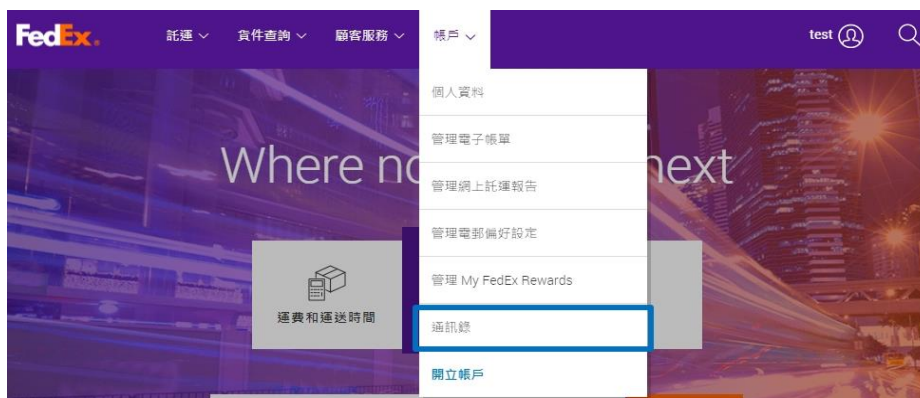 FedEx.
託運
貨件查詢
顧客服務
帳戶
test
個人資料
管理電子帳單
管理網上託運報告
管理電郵偏好設定
管理 My FedEx Rewards
通訊錄
開立帳戶
Where no
next
運費和運送時間